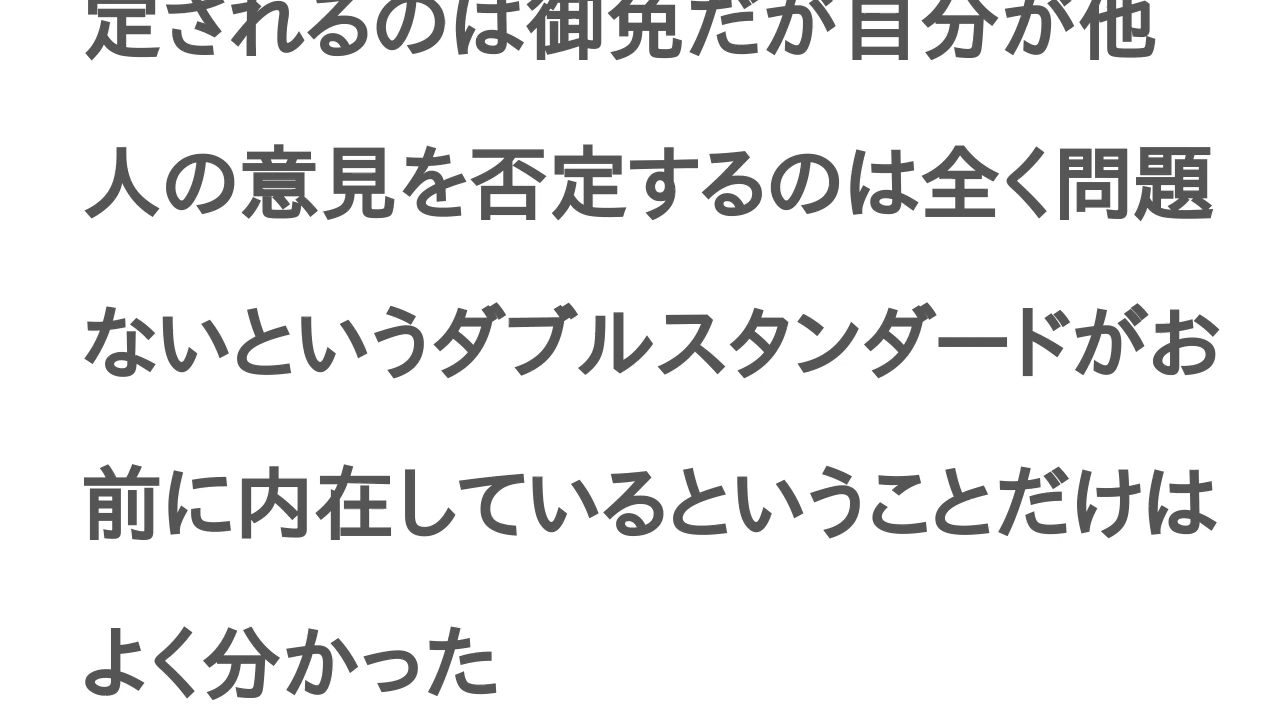 定されるのは御免だが自分が他
人の意見を否定するのは全く問題
ないというダブルスタンダードがお
前に内在しているということだけは
よく分かった